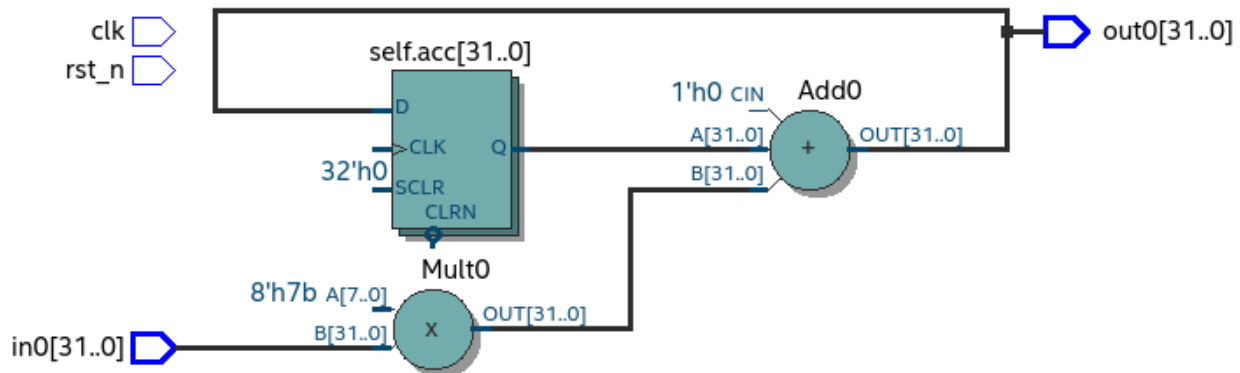 clk
rst_n
self.acc[31..0]
D
CLK
Q
32'h0
SCLR
CLRN
1'h0 CIN
Add0
A[31..0]
+
OUT[31..0]
B[31..0]
out0[31..0]
Mult0
8'h7b A[7..0]
B[31..0]
x
OUT[31..0]
in0[31..0]